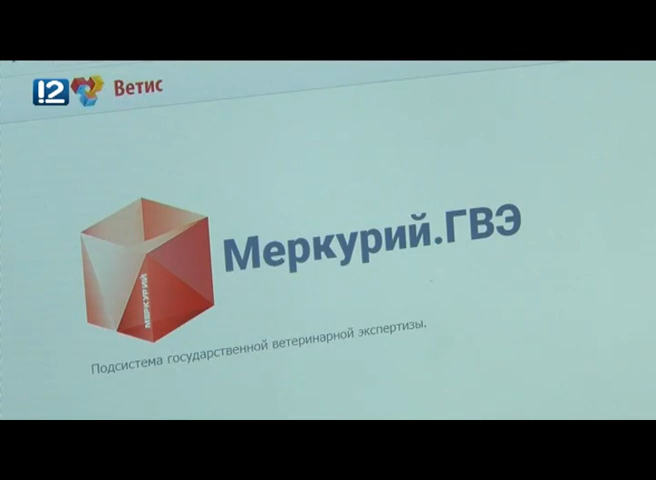 12
Ветис
Меркурий.ГВЭ
МЕРКУРИЙ
Подсистема государственной ветеринарной экспертизы.